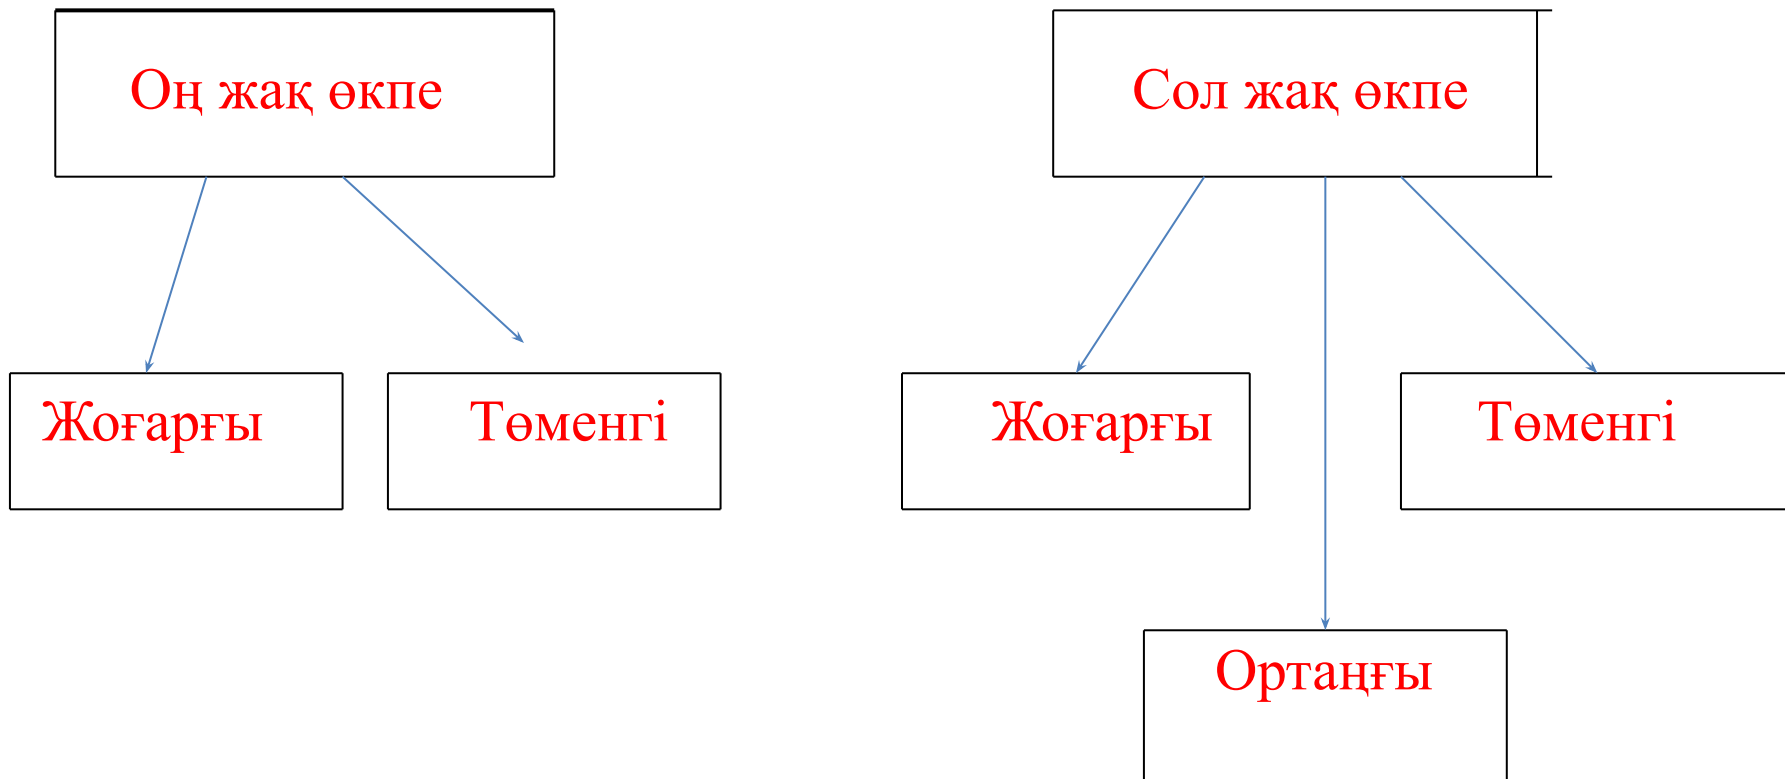 Оң жақ өкпе
Сол жақ өкпе
Жоғарғы
Төменгі
Жоғарғы
Төменгі
Ортаңғы